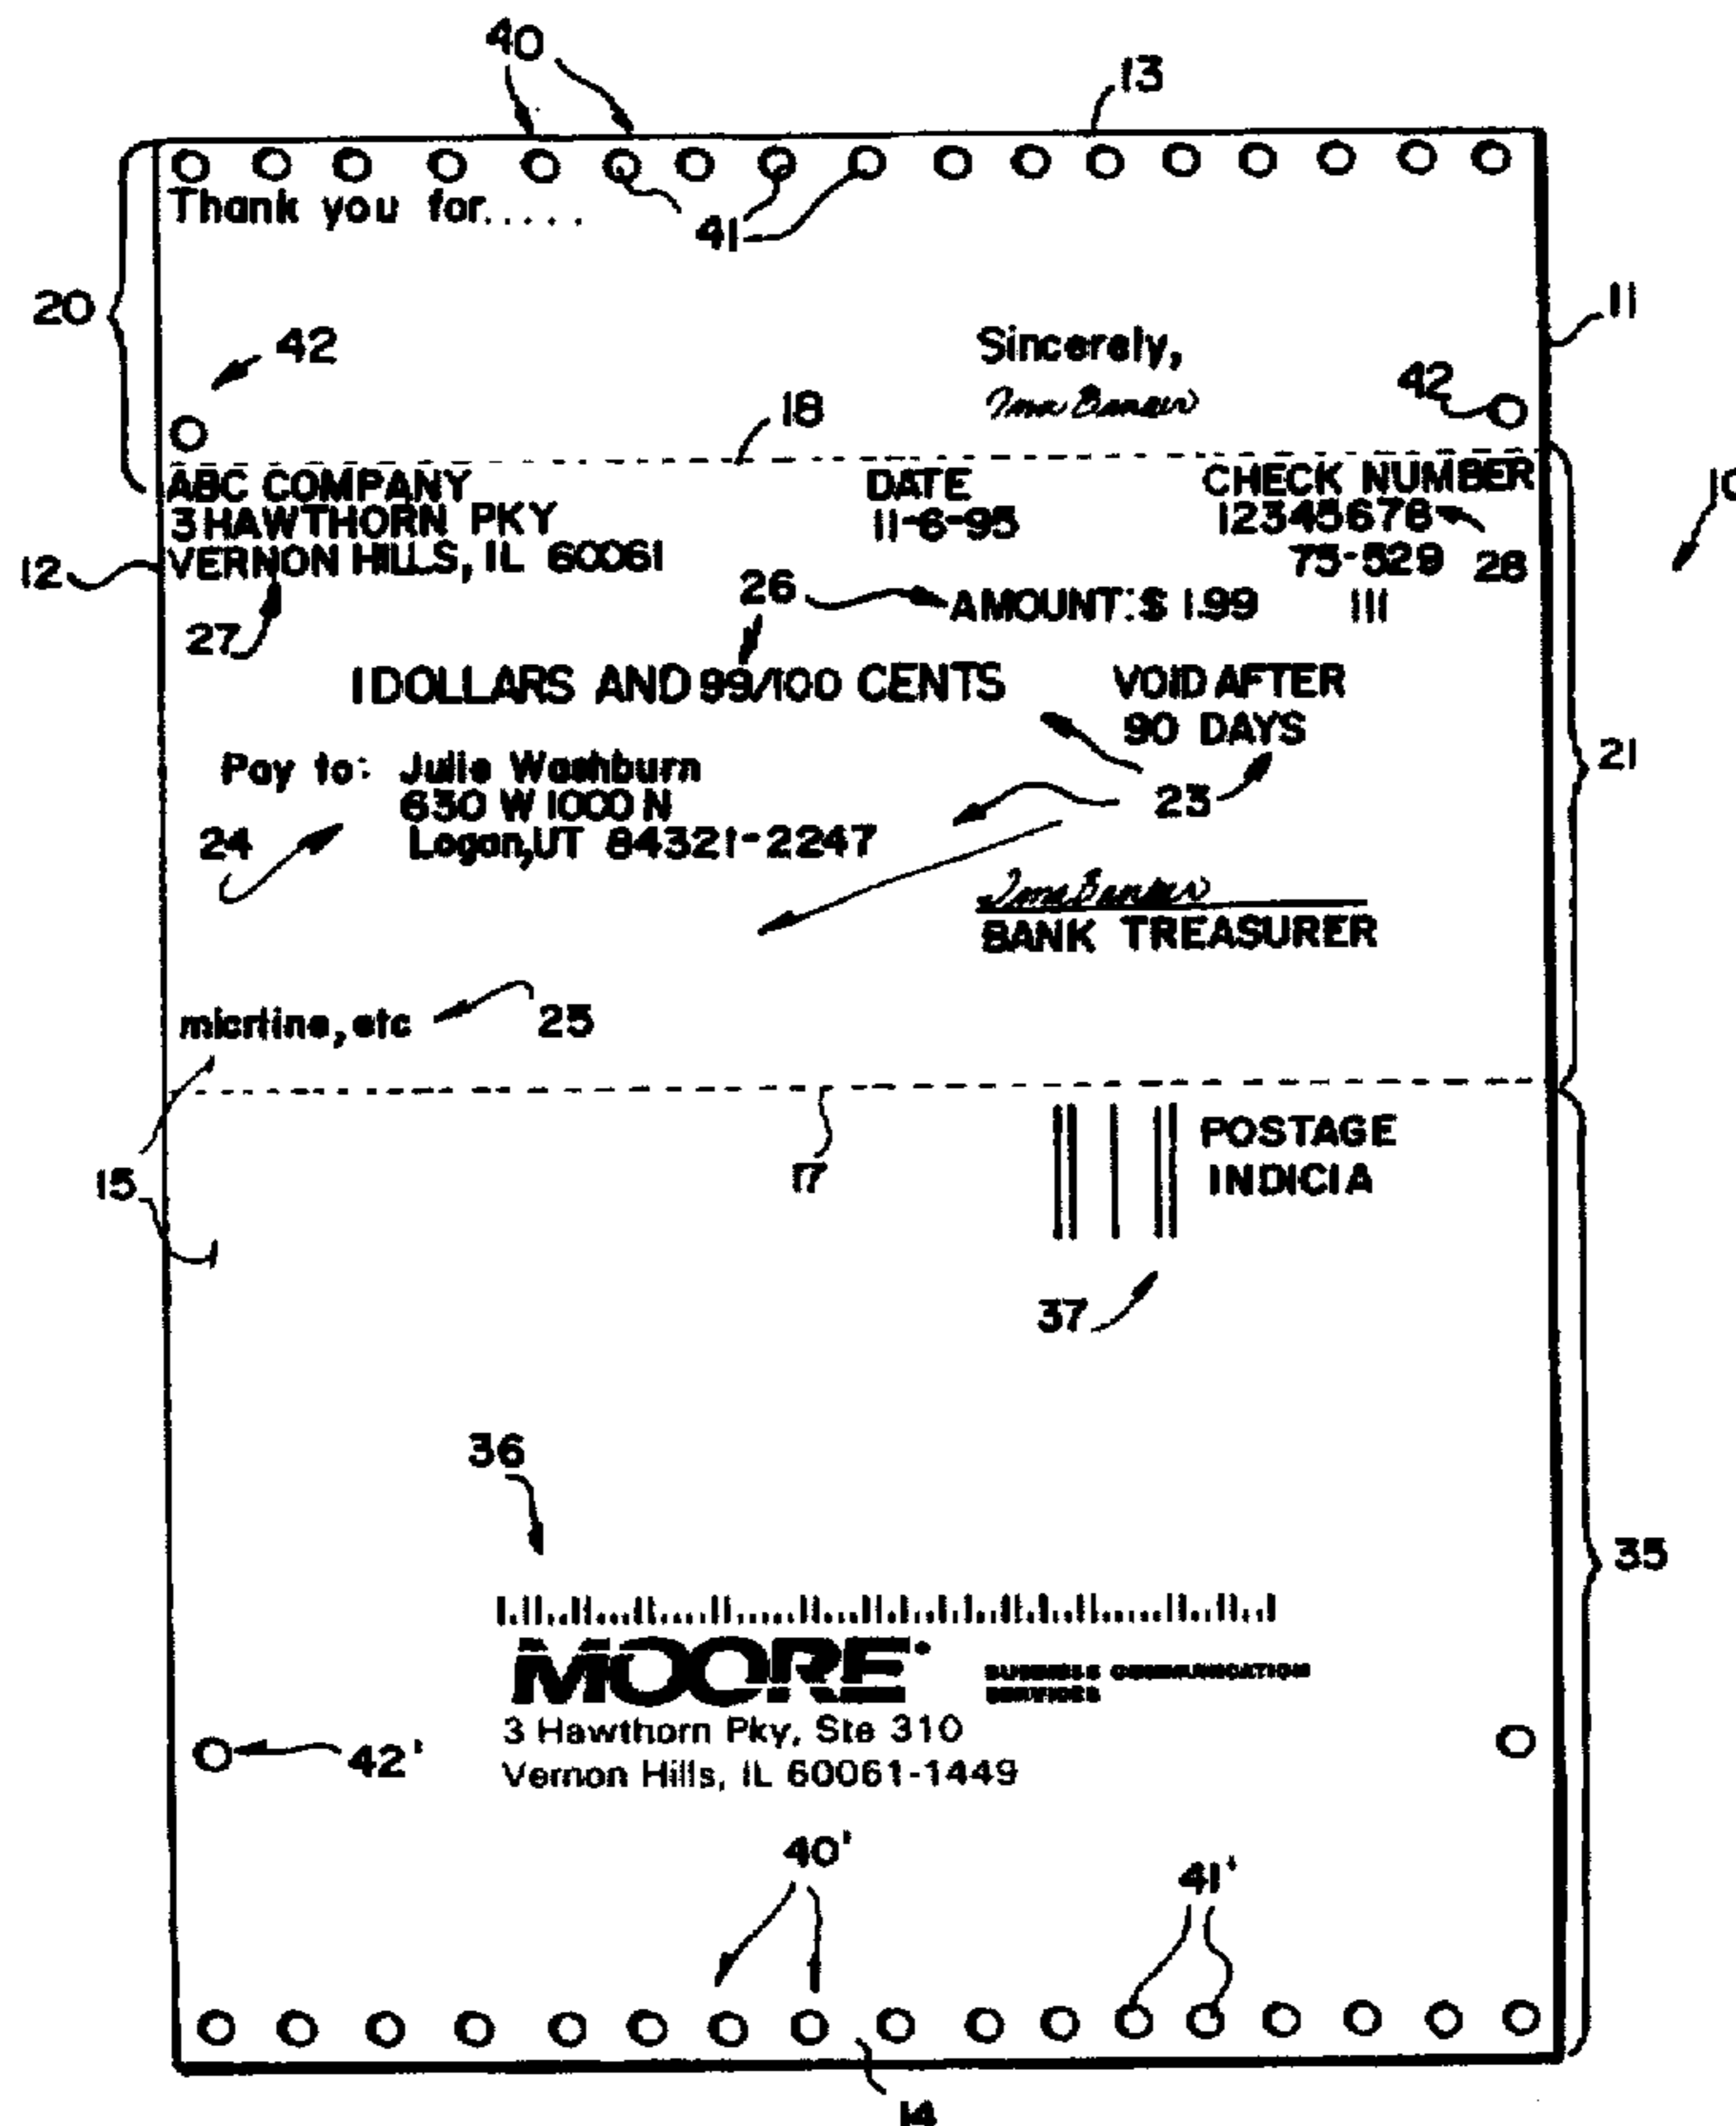 40
13
Thank you for.....
41
20
11
42
Sincerely,
42
18
ABC COMPANY
DATE
CHECK NUMBER
3 HAWTHORN PKY
11-6-95
12345678
10
VERNON HILLS, IL 60061
75-529
28
12
26
AMOUNT:$ 1.99
111
27
1 DOLLARS AND 99/100 CENTS
VOID AFTER
90 DAYS
21
Pay to: Julie Washburn
630 W 1000 N
23
24
Logan,UT 84321-2247
BANK TREASURER
micrline, etc
25
15
17
POSTAGE
INDICIA
37
36
35
MOORE
BUSINESS COMMUNICATION
SERVICES
3 Hawthorn Pky, Ste 310
42'
Vernon Hills, IL 60061-1449
40'
41'
14